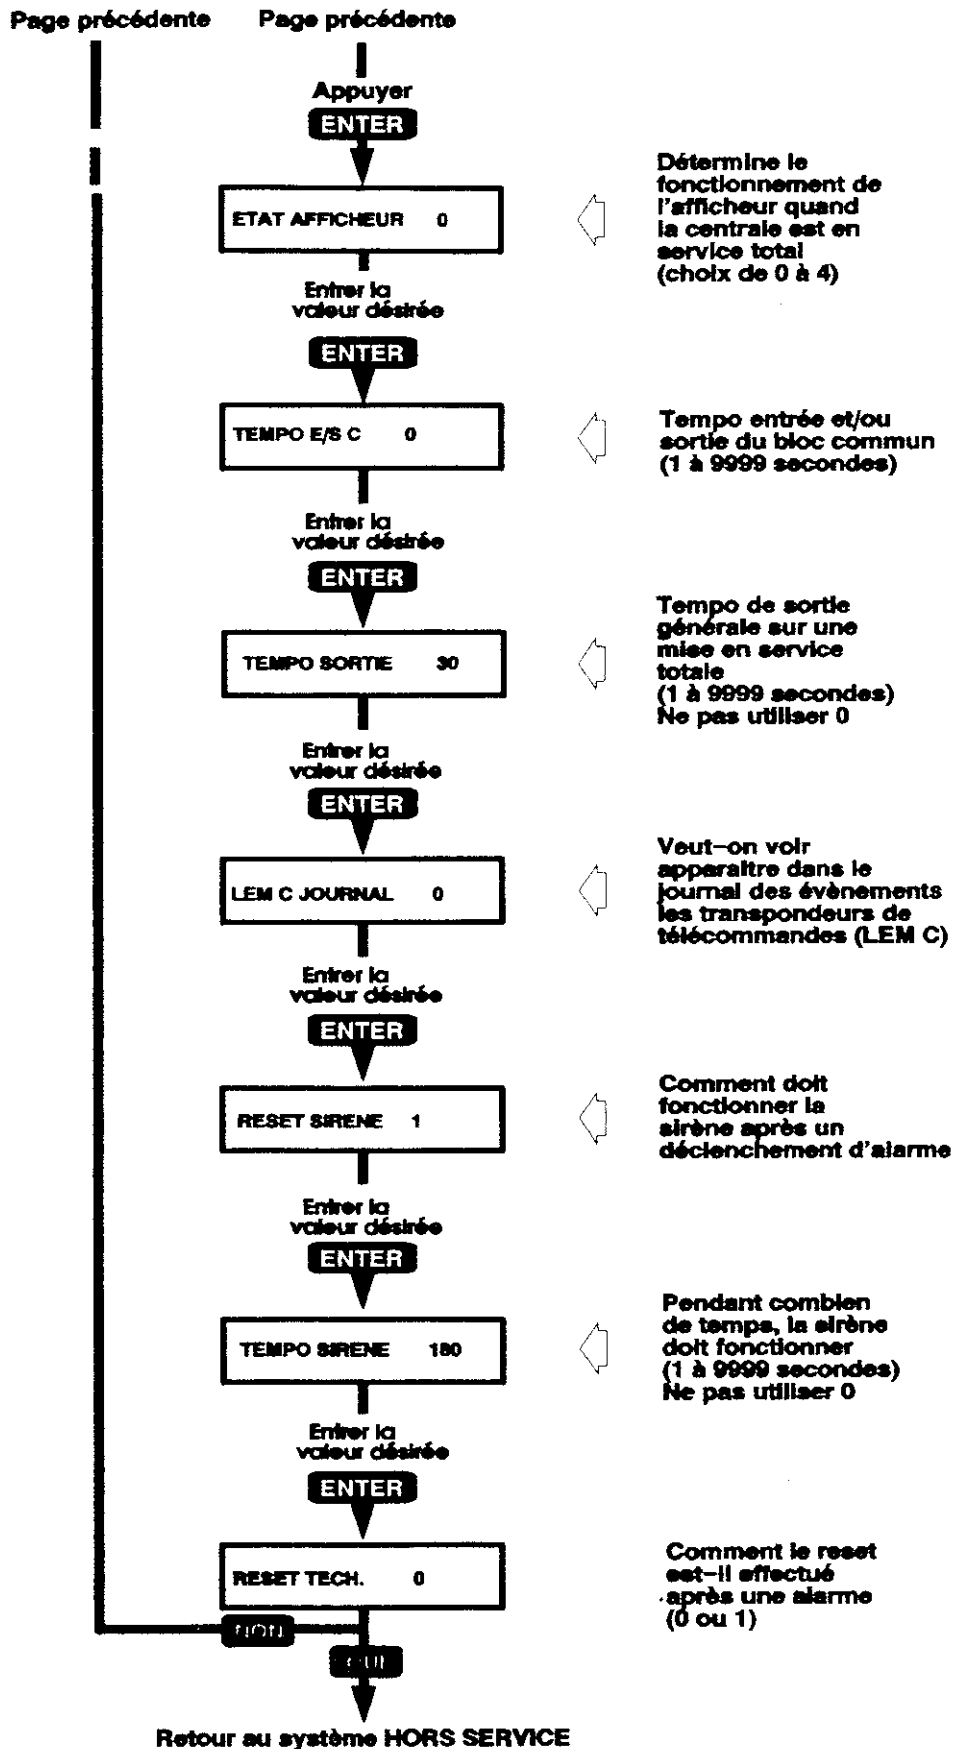 Page précédente
Page précédente
Appuyer
ENTER
ETAT AFFICHEUR 0
Détermine le
fonctionnement de
l'afficheur quand
la centrale est en
service total
(choix de 0 à 4)
Entrer la
valeur désirée
ENTER
TEMPO E/S C 0
Tempo entrée et/ou
sortie du bloc commun
(1 à 9999 secondes)
Entrer la
valeur désirée
ENTER
TEMPO SORTIE 30
Tempo de sortie
générale sur une
mise en service
totale
(1 à 9999 secondes)
Ne pas utiliser 0
Entrer la
valeur désirée
ENTER
LEM C JOURNAL 0
Veut-on voir
apparaitre dans le
journal des évènements
les transpondeurs de
télécommandes (LEM C)
Entrer la
valeur désirée
ENTER
RESET SIRENE 1
Comment doit
fonctionner la
sirène après un
déclenchement d'alarme
Entrer la
valeur désirée
ENTER
TEMPO SIRENE 180
Pendant combien
de temps, la sirène
doit fonctionner
(1 à 9999 secondes)
Ne pas utiliser 0
Entrer la
valeur désirée
ENTER
RESET TECH. 0
Comment le reset
est-il effectué
après une alarme
(0 ou 1)
NON
OUI
Retour au système HORS SERVICE